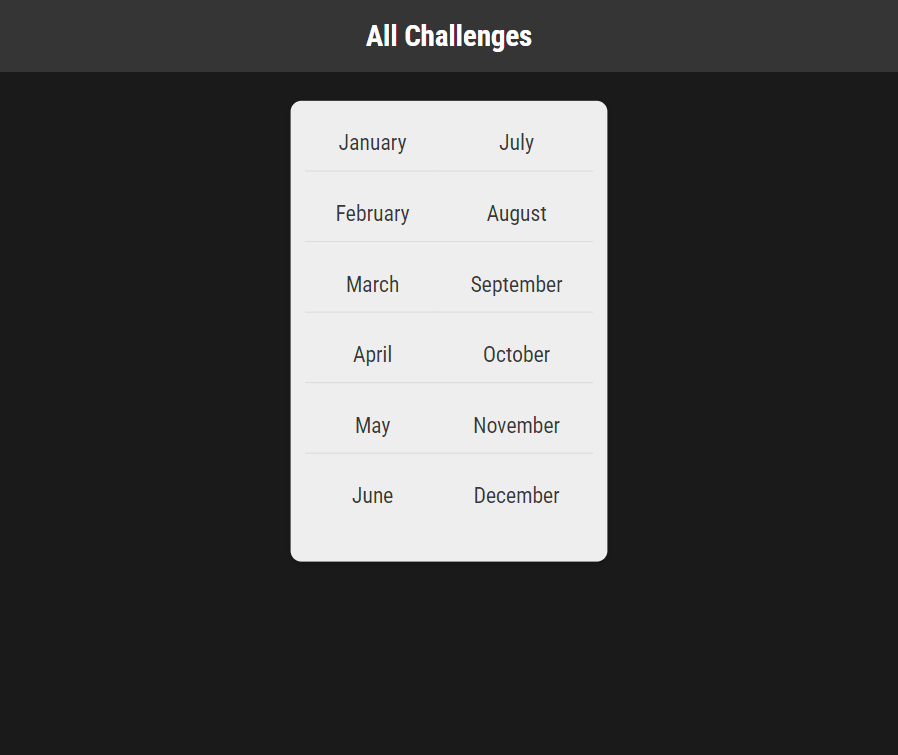 All Challenges
January July
February August
March September
April October
May November
June December